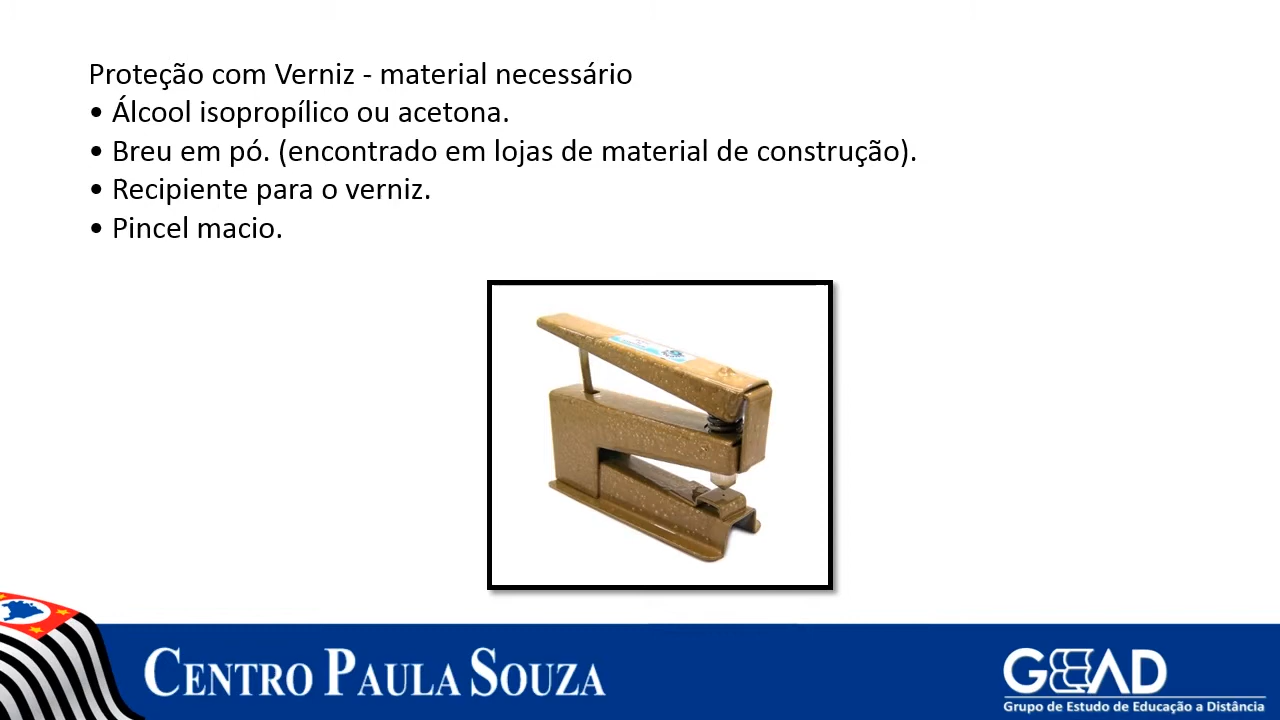 Proteção com Verniz - material necessário
• Álcool isopropílico ou acetona.
• Breu em pó. (encontrado em lojas de material de construção).
• Recipiente para o verniz.
• Pincel macio.
CENTRO PAULA SOUZA
GEEAD
Grupo de Estudo de Educação a Distância